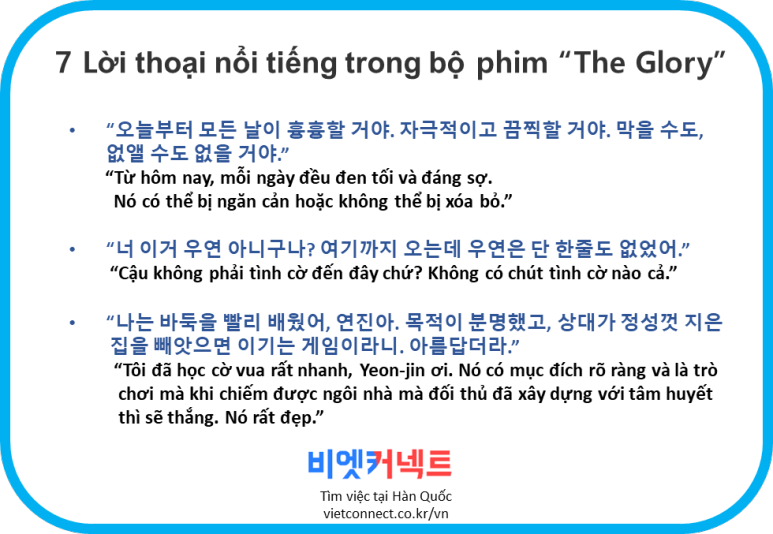 7 Lời thoại nổi tiếng trong bộ phim “The Glory”
• “오늘부터 모든 날이 흉흉할 거야. 자극적이고 끔찍할 거야. 막을 수도,
없앨 수도 없을 거야.”
“Từ hôm nay, mỗi ngày đều đen tối và đáng sợ.
Nó có thể bị ngăn cản hoặc không thể bị xóa bỏ.”
• “너 이거 우연 아니구나? 여기까지 오는데 우연은 단 한줄도 없었어.”
“Cậu không phải tình cờ đến đây chứ? Không có chút tình cờ nào cả.”
• “나는 바둑을 빨리 배웠어, 연진아. 목적이 분명했고, 상대가 정성껏 지은
집을 빼앗으면 이기는 게임이라니. 아름답더라.”
“Tôi đã học cờ vua rất nhanh, Yeon-jin ơi. Nó có mục đích rõ ràng và là trò
chơi mà khi chiếm được ngôi nhà mà đối thủ đã xây dựng với tâm huyết
thì sẽ thắng. Nó rất đẹp.”
비엣커넥트
Tìm việc tại Hàn Quốc
vietconnect.co.kr/vn